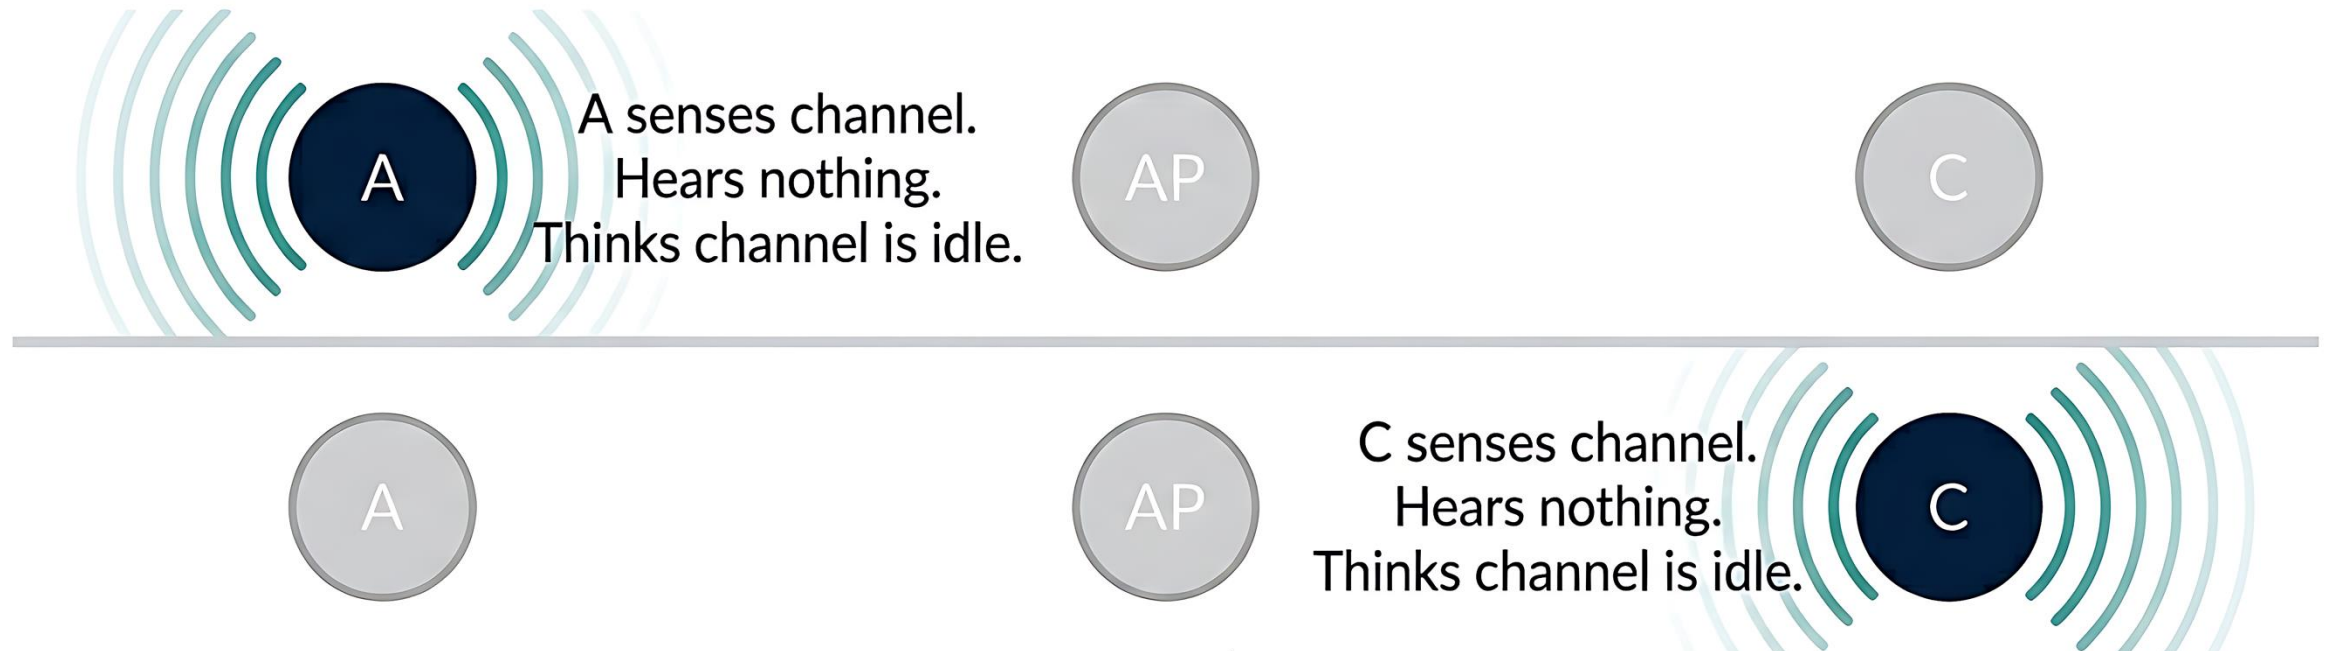 A
A senses channel.
Hears nothing.
Thinks channel is idle.
AP
C
A
AP
C senses channel.
Hears nothing.
Thinks channel is idle.
C